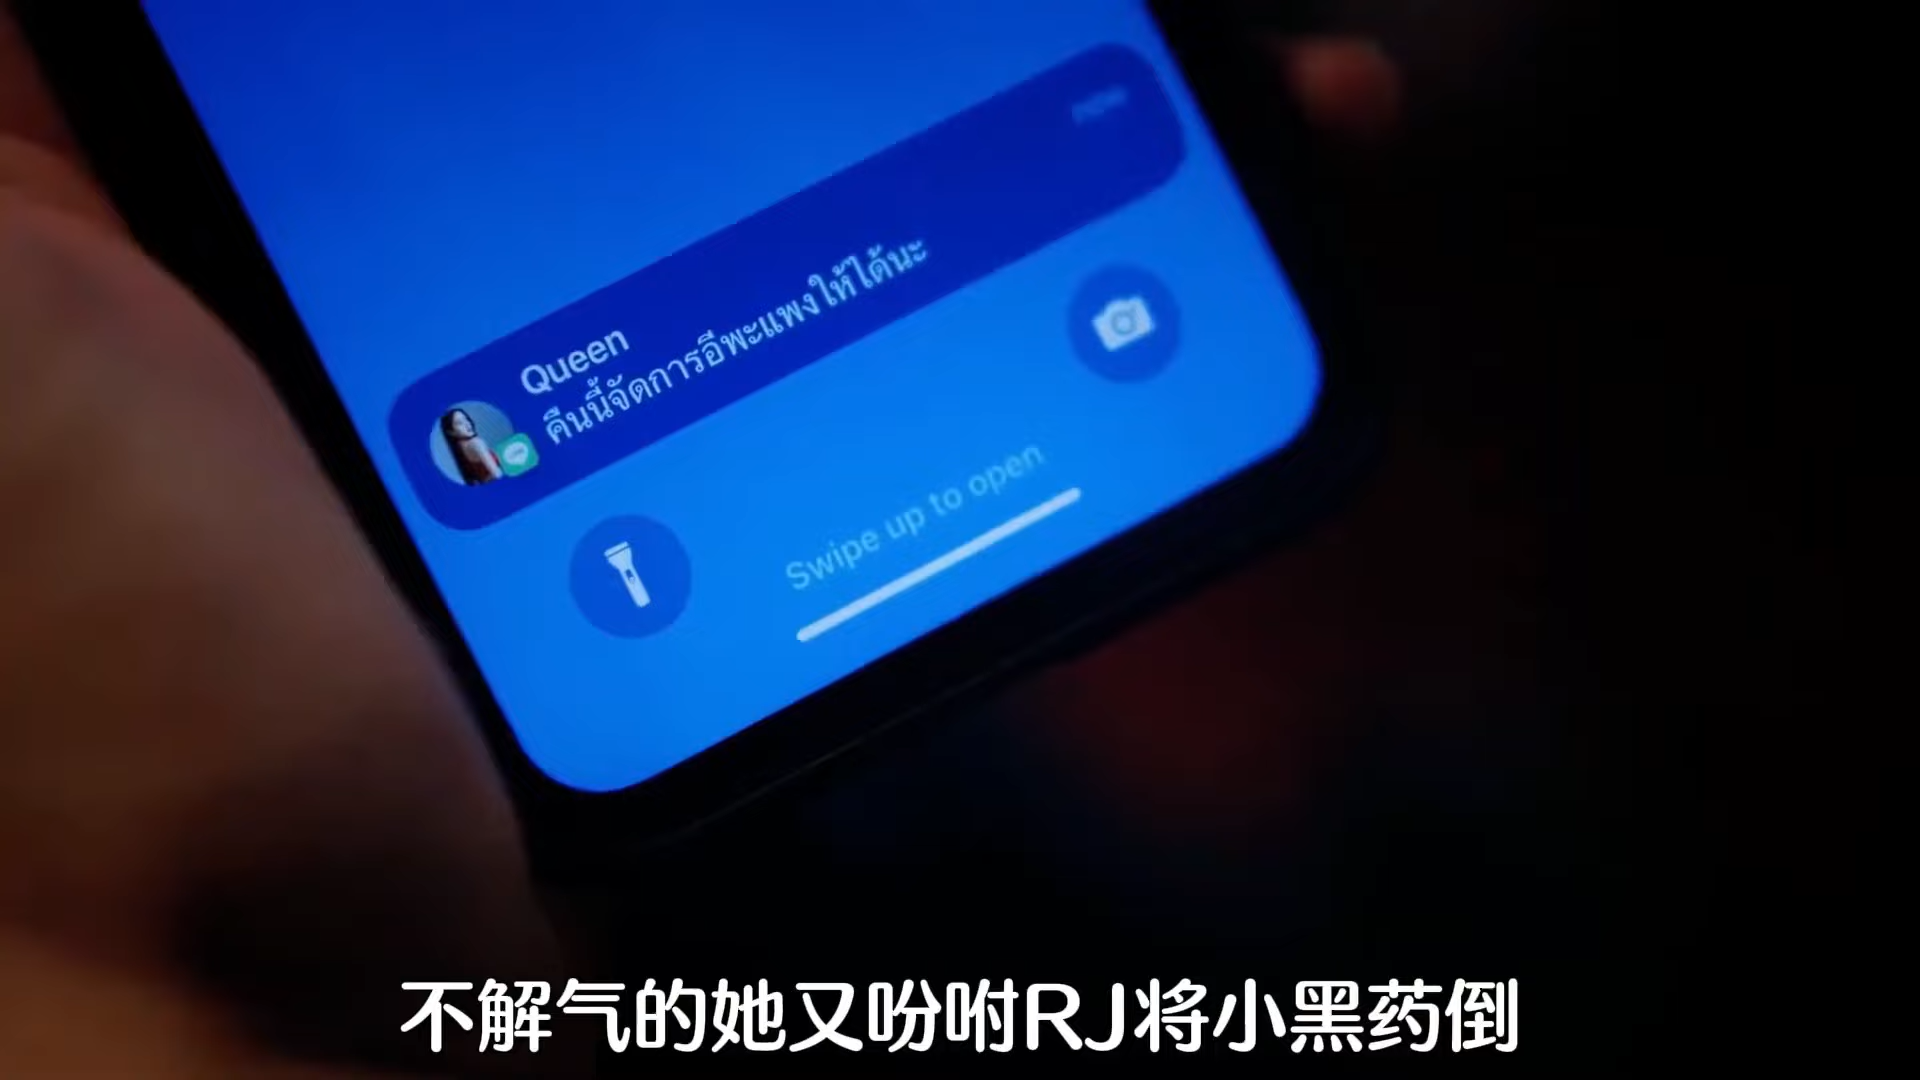 now
Queen
คืนนี้จัดการอีพะแพงให้ได้นะ
Swipe up to open
不解气的她又吩咐RJ将小黑药倒